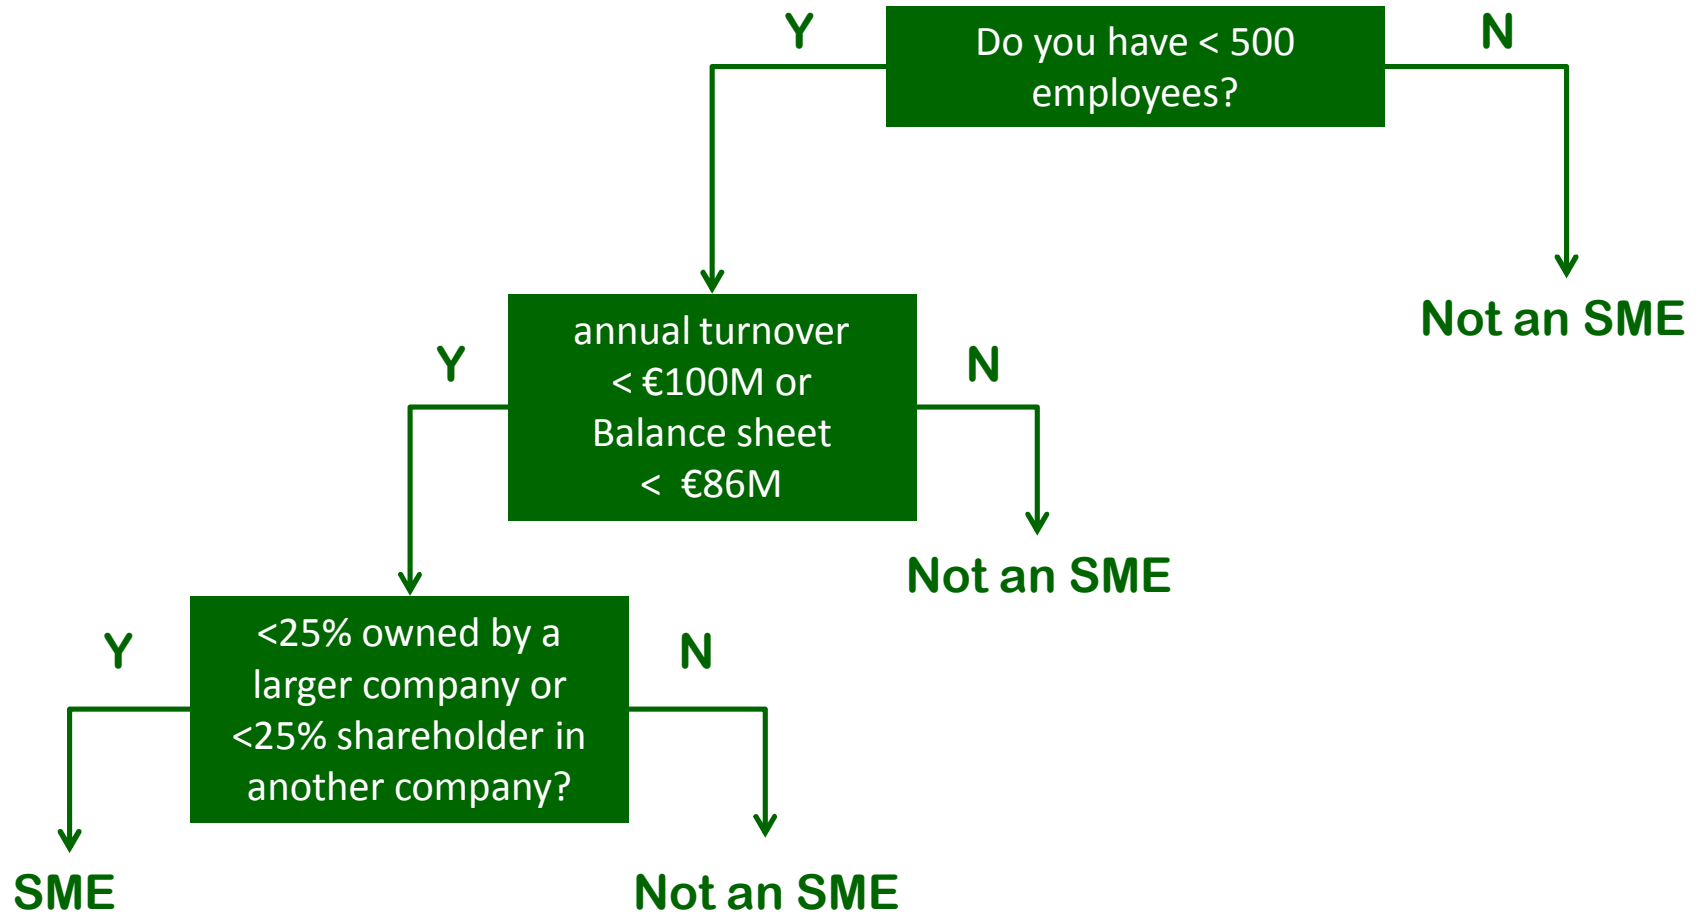 Y
Do you have < 500
employees?
N
Not an SME
Y
annual turnover
< €100M or
Balance sheet
< €86M
N
Not an SME
Y
<25% owned by a
larger company or
<25% shareholder in
another company?
N
SME
Not an SME